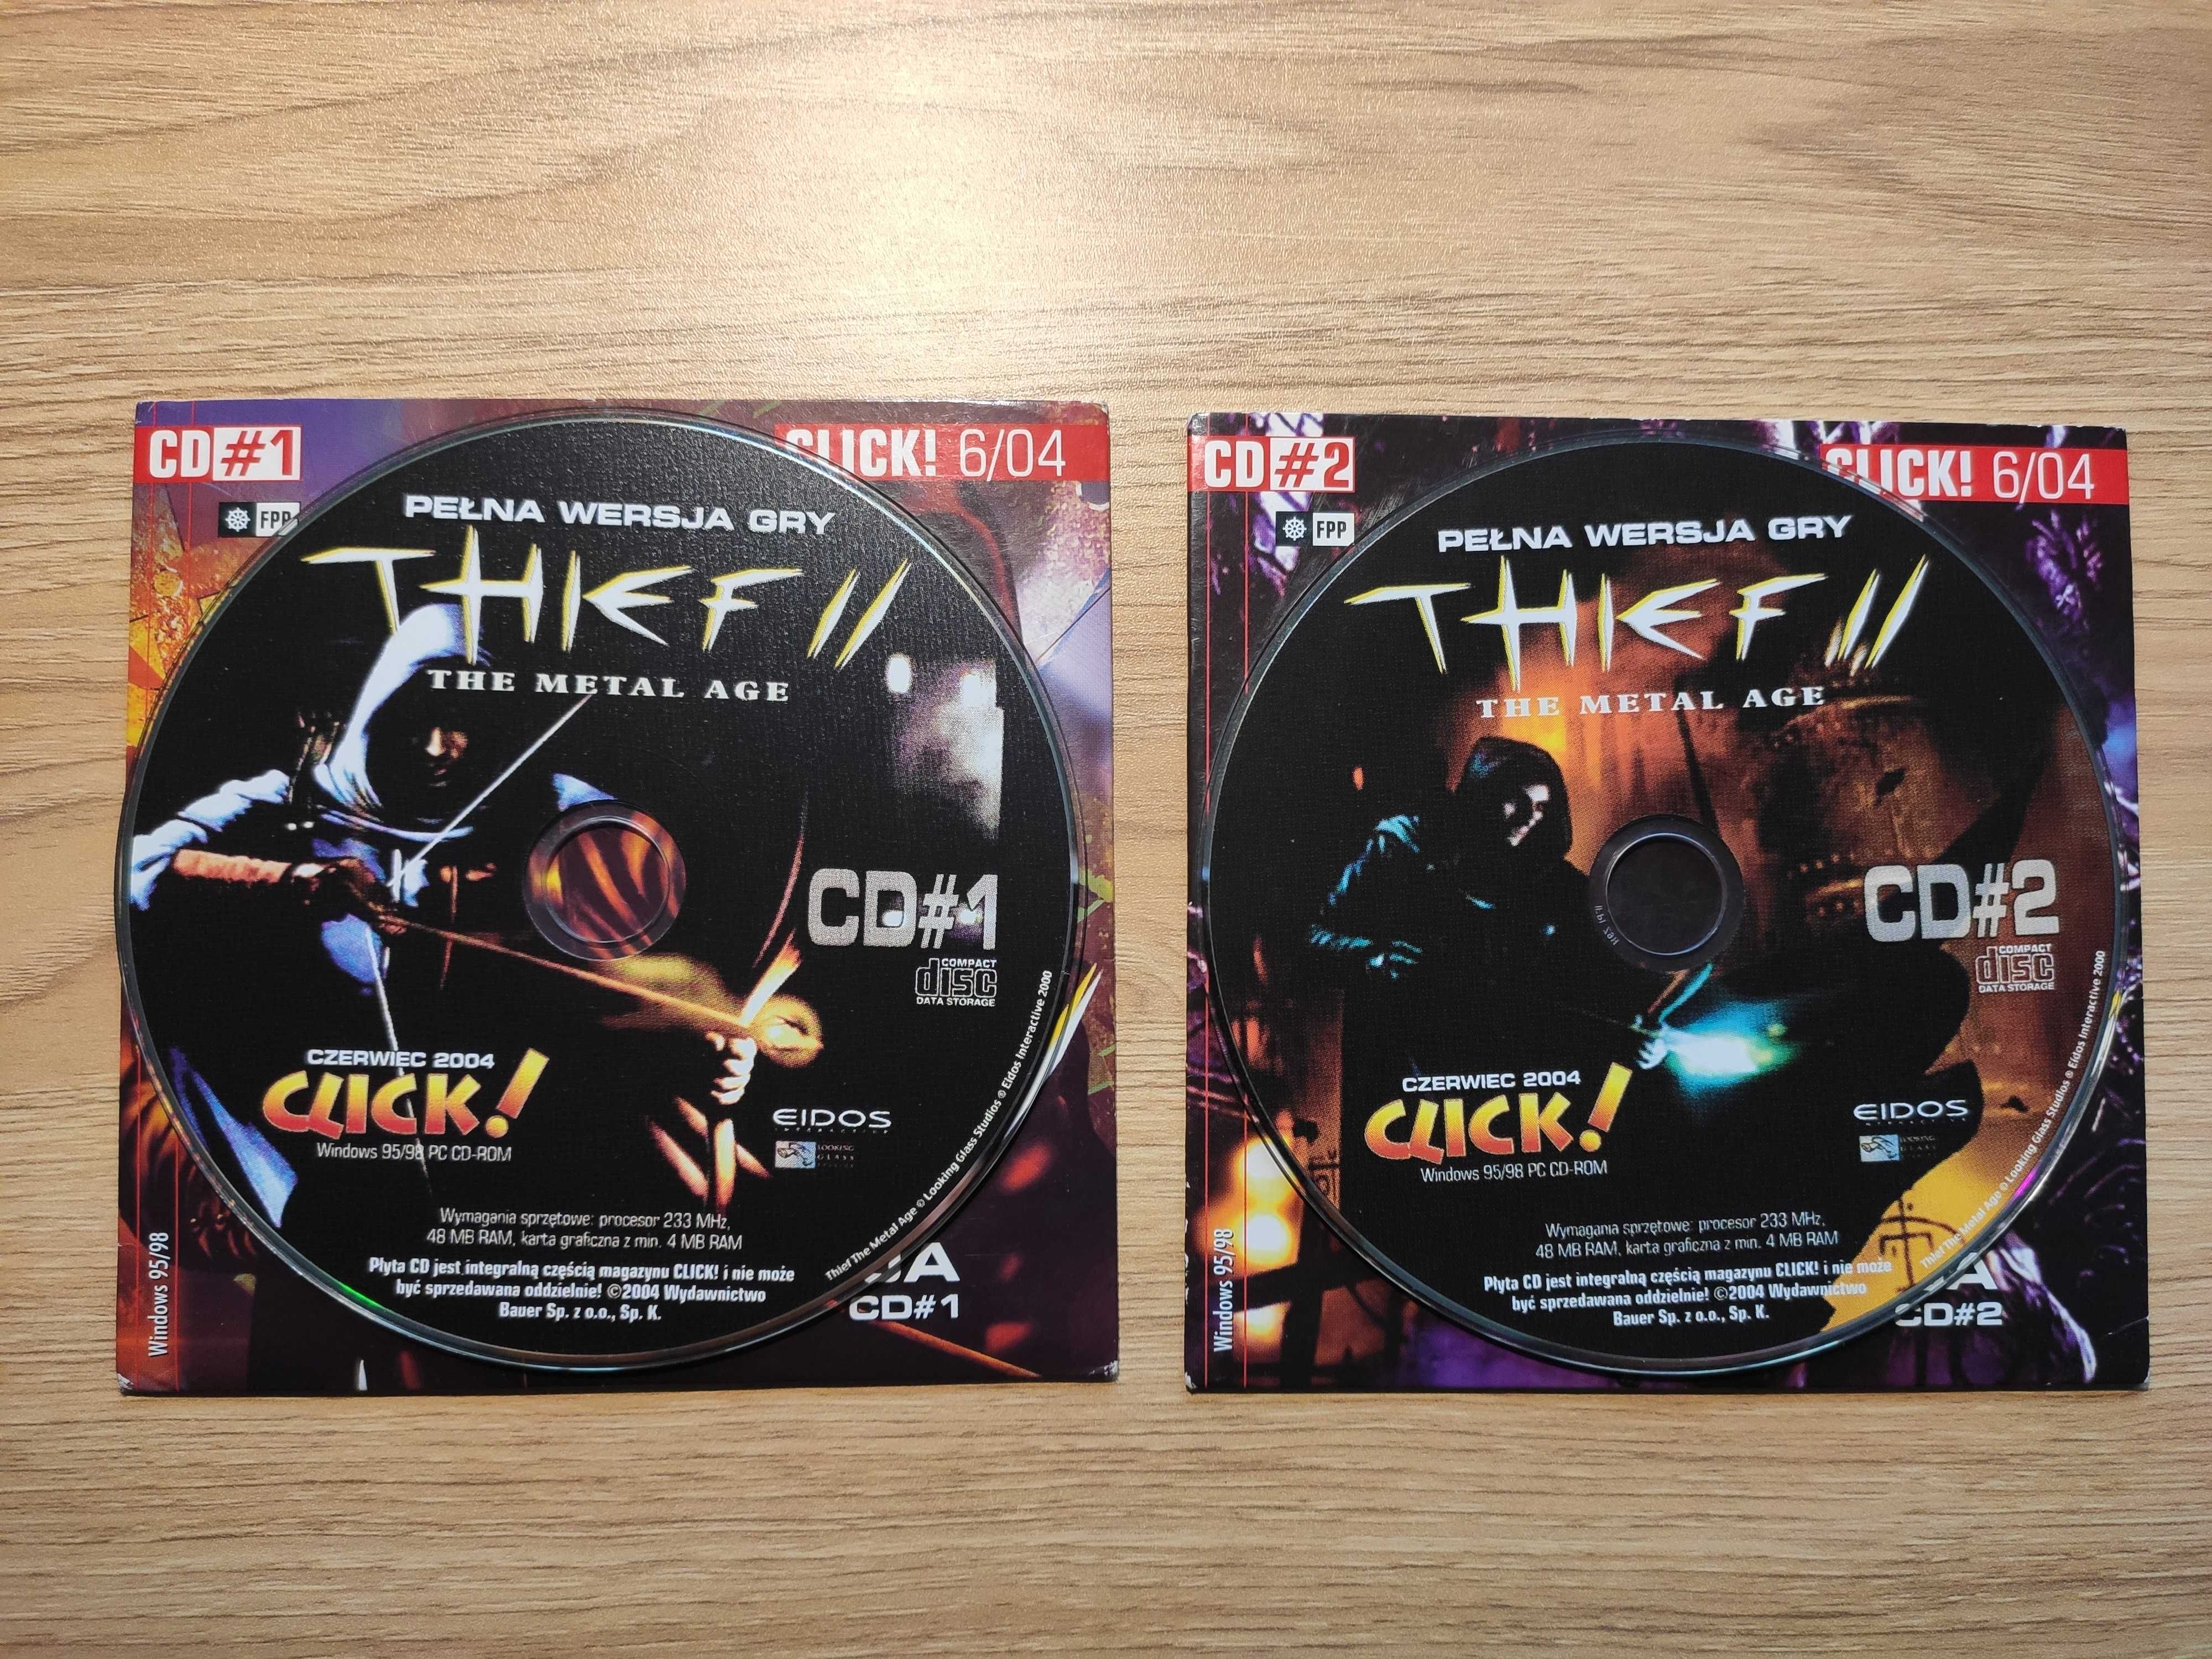 CD#1
CLICK! 6/04
FPP
PEŁNA WERSJA GRY
THIEF II
THE METAL AGE
CD#1
COMPACT
disc
DATA STORAGE
CZERWIEC 2004
CLICK!
Windows 95/98 PC CD-ROM
EIDOS
INTERACTIVE
LOOKING
GLASS
STUDIOS
Wymagania sprzętowe: procesor 233 MHz,
48 MB RAM, karta graficzna z min. 4 MB RAM
Płyta CD jest integralną częścią magazynu CLICK! i nie może
być sprzedawana oddzielnie! ©2004 Wydawnictwo
Bauer Sp. z o.o., Sp. K.
Thief The Metal Age © Looking Glass Studios ® Eidos Interactive 2000
Windows 95/98
CD#1
CD#2
CLICK! 6/04
FPP
PEŁNA WERSJA GRY
THIEF II
THE METAL AGE
CD#2
COMPACT
disc
DATA STORAGE
CZERWIEC 2004
CLICK!
Windows 95/98 PC CD-ROM
EIDOS
INTERACTIVE
LOOKING
GLASS
STUDIOS
Wymagania sprzętowe: procesor 233 MHz,
48 MB RAM, karta graficzna z min. 4 MB RAM
Płyta CD jest integralną częścią magazynu CLICK! i nie może
być sprzedawana oddzielnie! ©2004 Wydawnictwo
Bauer Sp. z o.o., Sp. K.
Thief The Metal Age © Looking Glass Studios ® Eidos Interactive 2000
Windows 95/98
CD#2